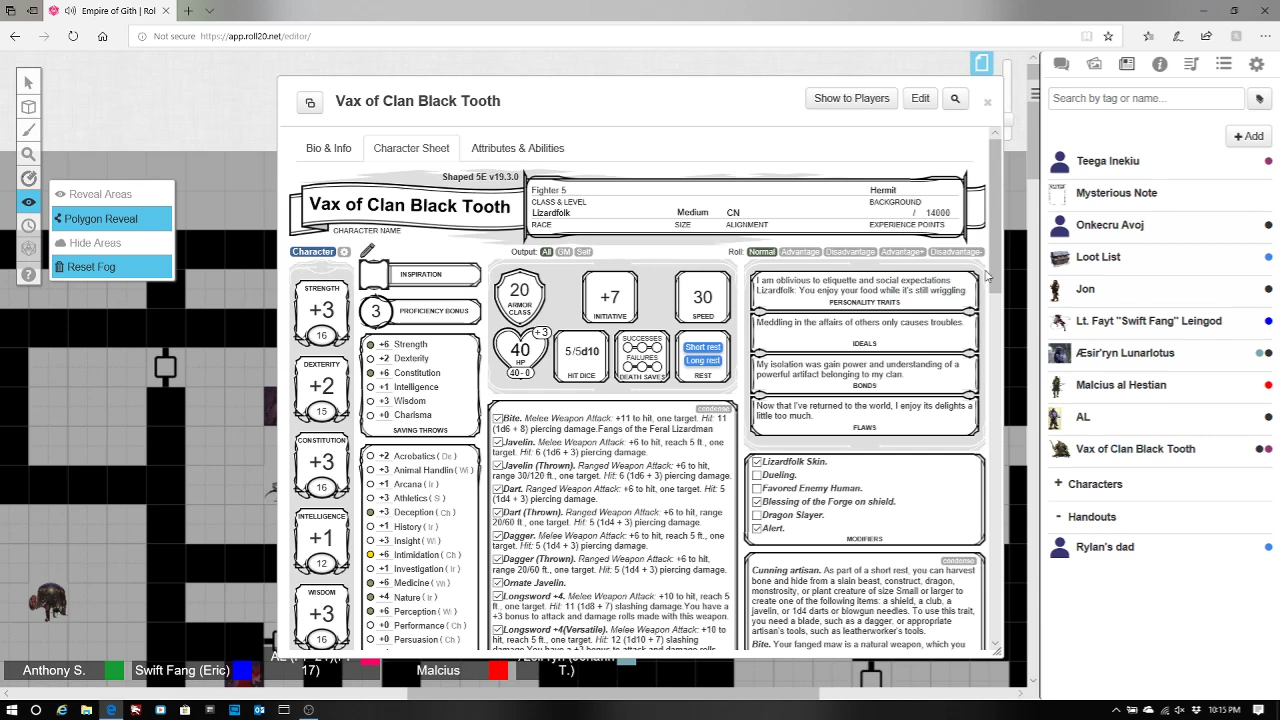 (4)) Empire of Gith | Rol
Not secure https://app.roll20.net/editor/
Vax of Clan Black Tooth
Show to Players
Edit
Bio & Info
Character Sheet
Attributes & Abilities
Shaped 5E v19.3.0
Vax of Clan Black Tooth
CHARACTER NAME
Fighter 5
Hermit
CLASS & LEVEL
BACKGROUND
Lizardfolk
Medium
CN
/ 14000
RACE
SIZE
ALIGNMENT
EXPERIENCE POINTS
Character
Output: All GM Self
Roll: Normal Advantage Disadvantage Advantage+ Disadvantage-
STRENGTH
+3
16
DEXTERITY
+2
15
CONSTITUTION
+3
16
INTELLIGENCE
+1
12
WISDOM
+3
16
INSPIRATION
3 PROFICIENCY BONUS
+6 Strength
+2 Dexterity
+6 Constitution
+1 Intelligence
+3 Wisdom
+0 Charisma
SAVING THROWS
+2 Acrobatics
+3 Animal Handlin
+1 Arcana
+3 Athletics
+3 Deception
+1 History
+3 Insight
+6 Intimidation
+1 Investigation
+6 Medicine
+4 Nature
+6 Perception
+0 Performance
+0 Persuasion
20
ARMOR
CLASS
+7
INITIATIVE
30
SPEED
+3
40
HP
40 - 0
5/5d10
HIT DICE
SUCCESSES
FAILURES
DEATH SAVES
Short rest
Long rest
REST
condense
Bite. Melee Weapon Attack: +11 to hit, one target. Hit: 11
(1d6 + 8) piercing damage.Fangs of the Feral Lizardman
Javelin. Melee Weapon Attack: +6 to hit, reach 5 ft., one
target. Hit: 6 (1d6 + 3) piercing damage.
Javelin (Thrown). Ranged Weapon Attack: +6 to hit,
range 30/120 ft., one target. Hit: 6 (1d6 + 3) piercing damage.
Dart. Ranged Weapon Attack: +6 to hit, one target. Hit: 5
(1d4 + 3) piercing damage.
Dart (Thrown). Ranged Weapon Attack: +6 to hit, range
20/60 ft., one target. Hit: 5 (1d4 + 3) piercing damage.
Dagger. Melee Weapon Attack: +6 to hit, reach 5 ft., one
target. Hit: 5 (1d4 + 3) piercing damage.
Dagger (Thrown). Ranged Weapon Attack: +6 to hit,
range 20/60 ft., one target. Hit: 5 (1d4 + 3) piercing damage.
Ornate Javelin.
Longsword +4. Melee Weapon Attack: +10 to hit, reach 5
ft., one target. Hit: 11 (1d8 + 7) slashing damage.You have a
+3 bonus to attack and damage rolls made with this weapon.
Longsword +4(Versatile). Melee Weapon Attack: +10 to
hit, reach 5 ft., one target. Hit: 12 (1d10 + 7) slashing
I am oblivious to etiquette and social expectations
Lizardfolk: You enjoy your food while it's still wriggling
PERSONALITY TRAITS
Meddling in the affairs of others only causes troubles.
IDEALS
My isolation was gain power and understanding of a
powerful artifact belonging to my clan.
BONDS
Now that I've returned to the world, I enjoy its delights a
little too much.
FLAWS
Lizardfolk Skin.
Dueling.
Favored Enemy Human.
Blessing of the Forge on shield.
Dragon Slayer.
Alert.
MODIFIERS
condense
Cunning artisan. As part of a short rest, you can harvest
bone and hide from a slain beast, construct, dragon,
monstrosity, or plant creature of size Small or larger to
create one of the following items: a shield, a club, a
javelin, or 1d4 darts or blowgun needles. To use this trait,
you need a blade, such as a dagger, or appropriate
artisan's tools, such as leatherworker's tools.
Bite. Your fanged maw is a natural weapon, which you
Reveal Areas
Polygon Reveal
Hide Areas
Reset Fog
Search by tag or name...
+ Add
Teega Inekiu
Mysterious Note
Onkecru Avoj
Loot List
Jon
Lt. Fayt "Swift Fang" Leingod
Æsir'ryn Lunarlotus
Malcius al Hestian
AL
Vax of Clan Black Tooth
+ Characters
- Handouts
Rylan's dad
Anthony S.
Swift Fang (Eric)
17)
Malcius
T.)
10:15 PM